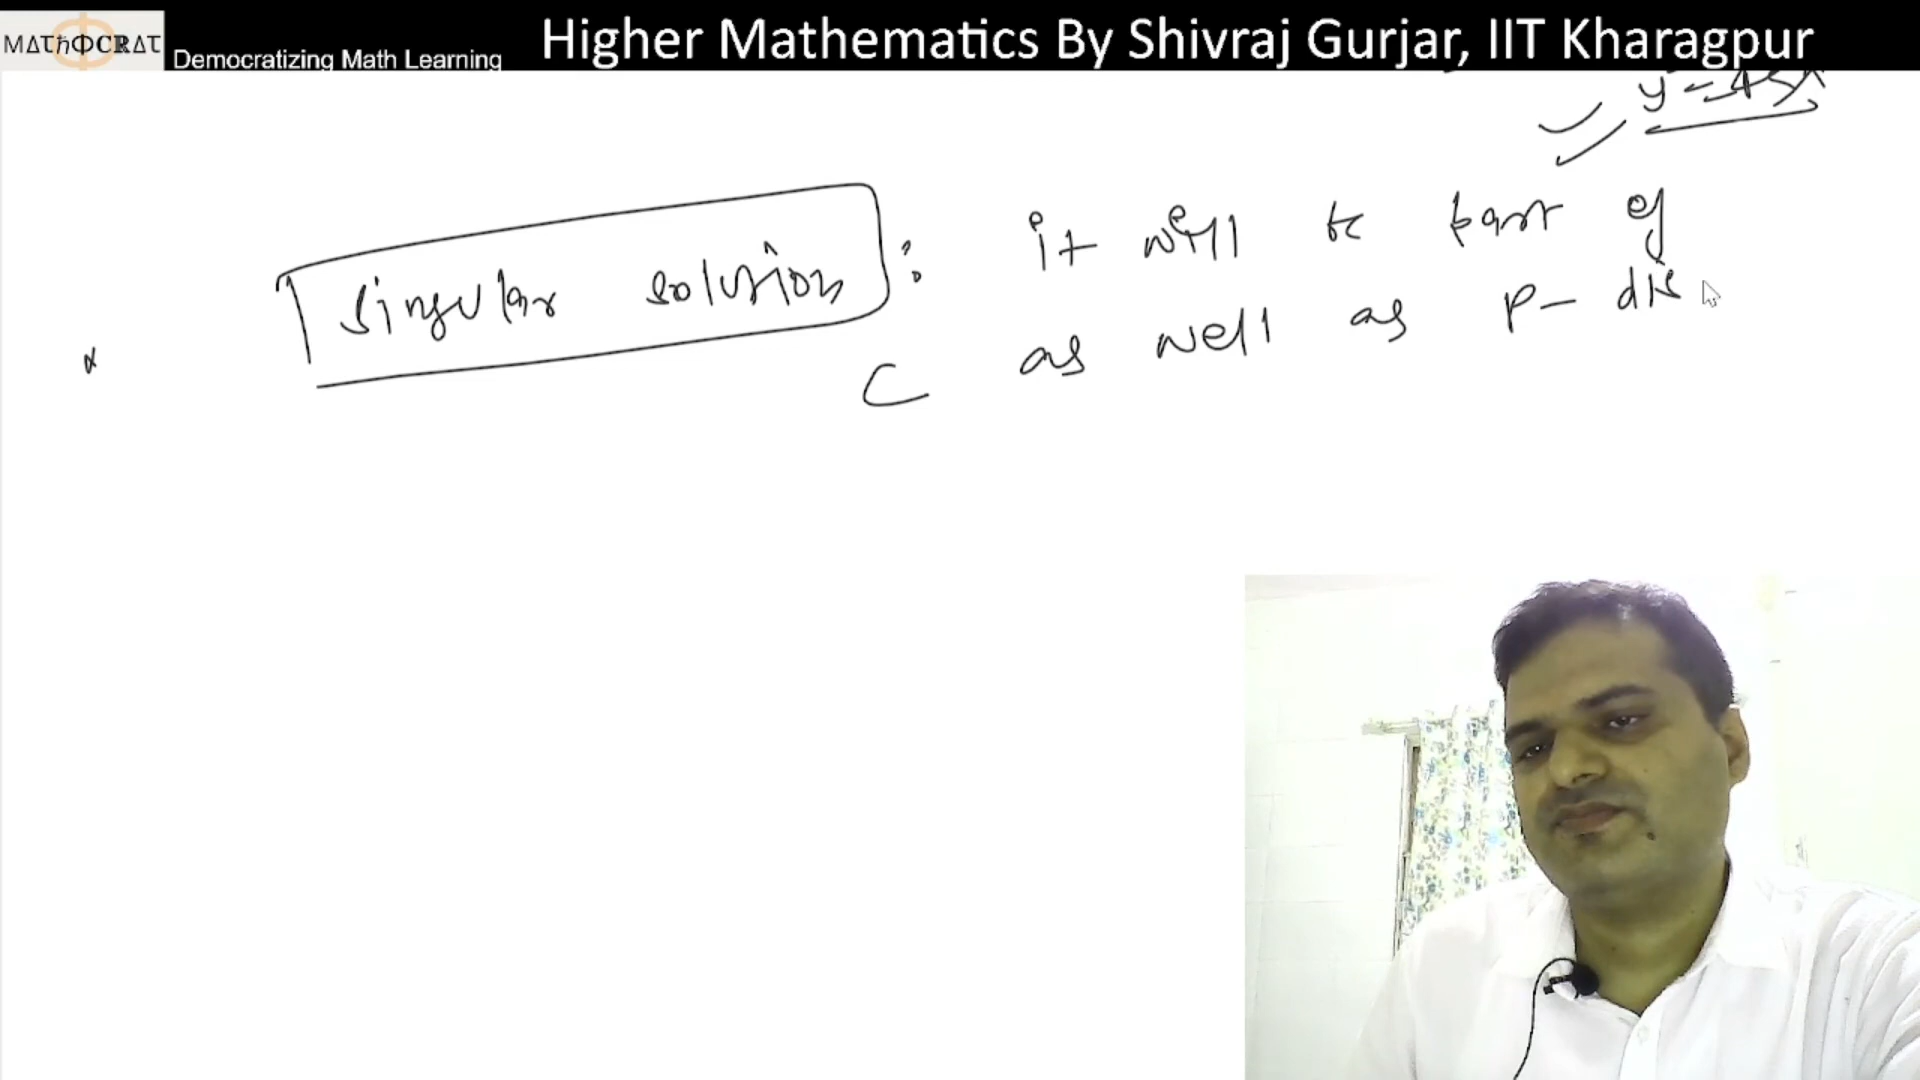 MΔTℏΦCRΔT
Democratizing Math Learning
Higher Mathematics By Shivraj Gurjar, IIT Kharagpur
y =
Singular solution : it will be part of
C as well as p- dis